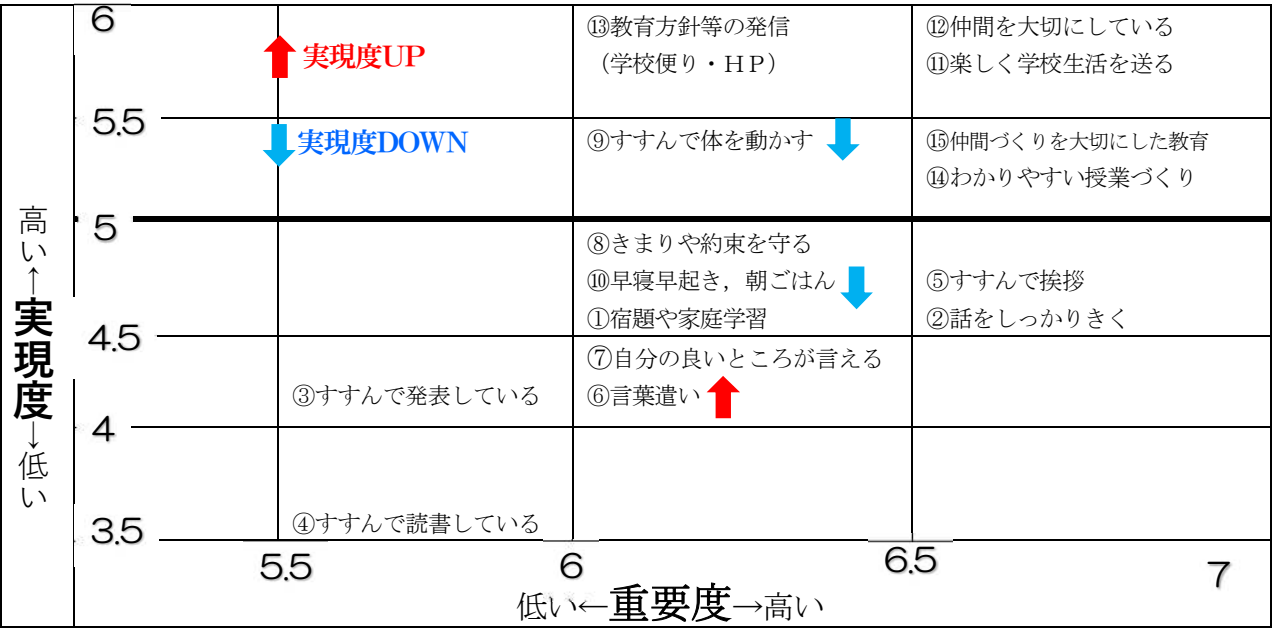 6
実現度UP
⑬教育方針等の発信
（学校便り・ＨＰ）
⑫仲間を大切にしている
⑪楽しく学校生活を送る
5.5
実現度DOWN
⑨すすんで体を動かす
⑮仲間づくりを大切にした教育
⑭わかりやすい授業づくり
5
⑧きまりや約束を守る
⑩早寝早起き，朝ごはん
①宿題や家庭学習
⑤すすんで挨拶
②話をしっかりきく
4.5
⑦自分の良いところが言える
③すすんで発表している
⑥言葉遣い
4
④すすんで読書している
3.5
高い←実現度→低い
5.5
6
6.5
7
低い←重要度→高い